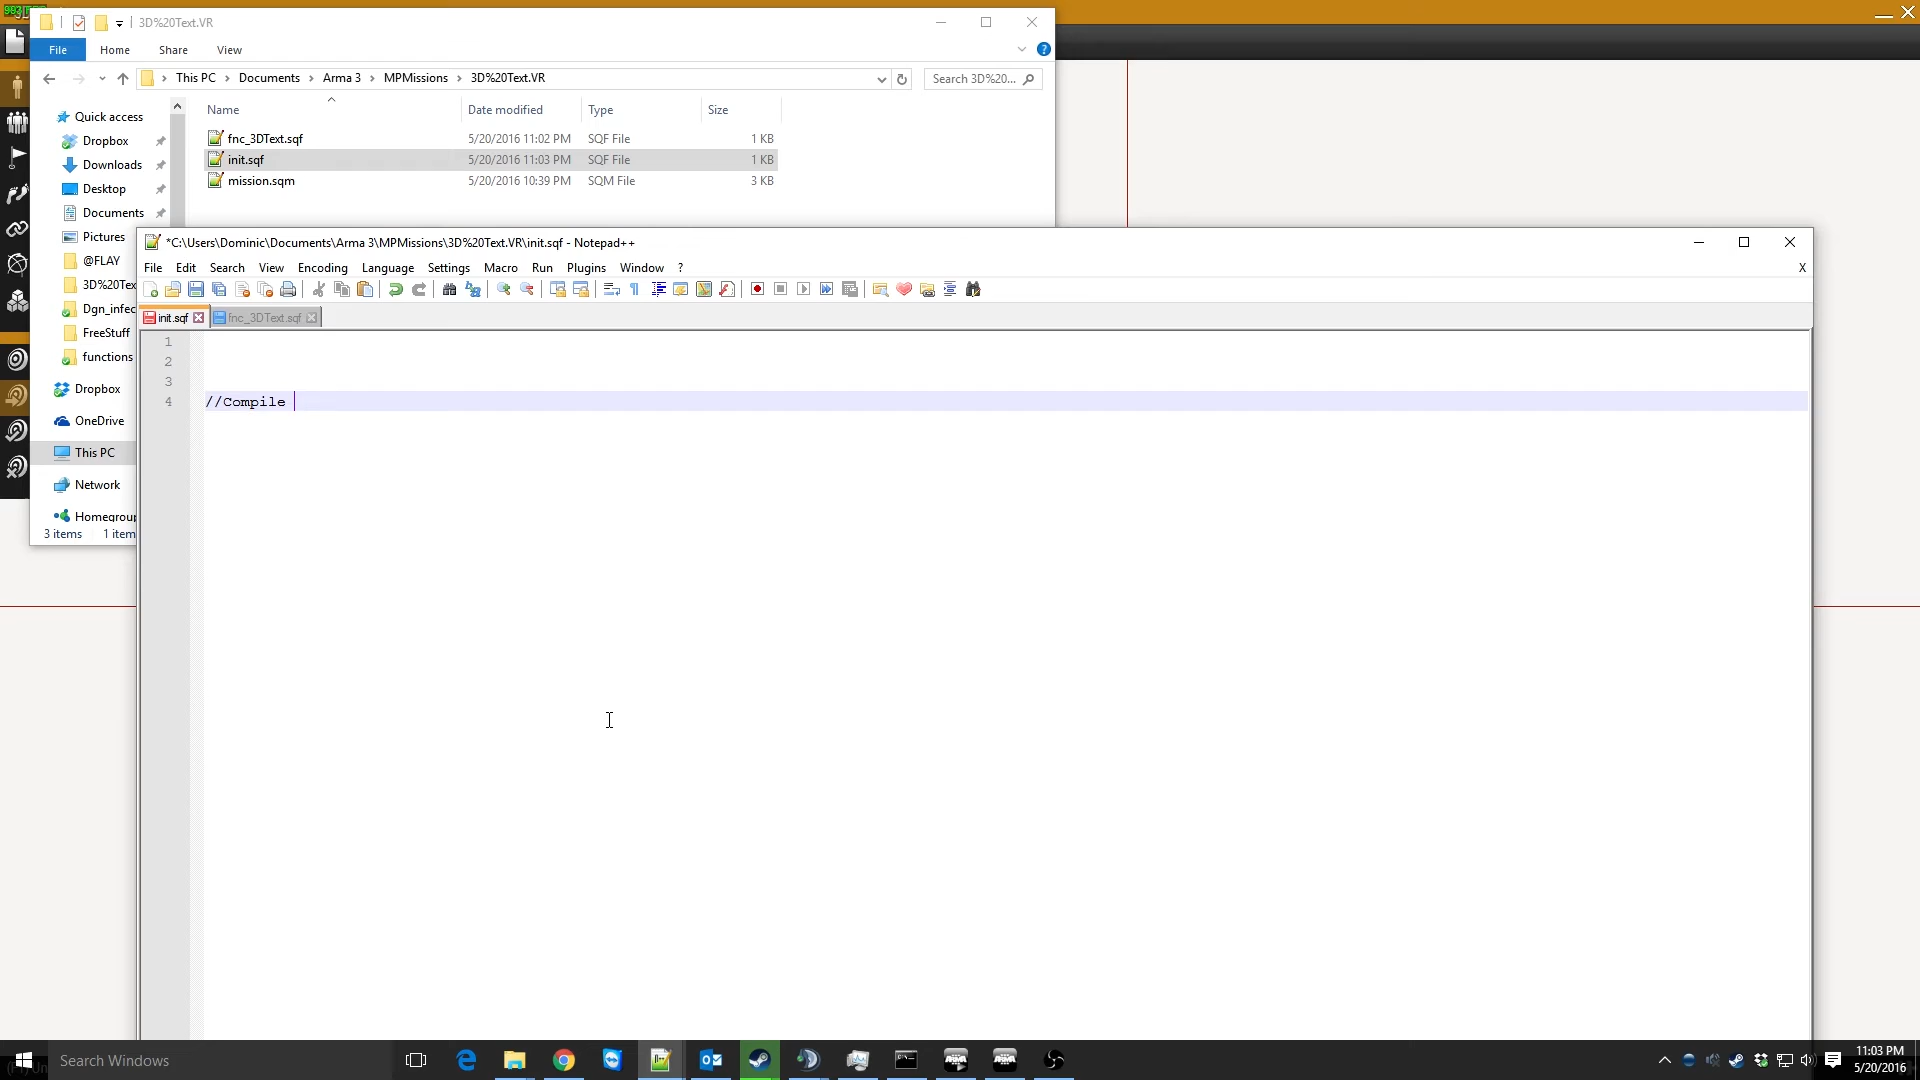 3D%20Text.VR
File Home Share View
This PC Documents Arma 3 MPMissions 3D%20Text.VR
Search 3D%20...
Name Date modified Type Size
fnc_3DText.sqf 5/20/2016 11:02 PM SQF File 1 KB
init.sqf 5/20/2016 11:03 PM SQF File 1 KB
mission.sqm 5/20/2016 10:39 PM SQM File 3 KB
Quick access
Dropbox
Downloads
Desktop
Documents
Pictures
@FLAY
3D%20Tex
Dgn_infec
FreeStuff
functions
Dropbox
OneDrive
This PC
Network
Homegroup
3 items 1 item
*C:\Users\Dominic\Documents\Arma 3\MPMissions\3D%20Text.VR\init.sqf - Notepad++
File Edit Search View Encoding Language Settings Macro Run Plugins Window ? X
init.sqf fnc_3DText.sqf
1
2
3
4 //Compile
Search Windows
11:03 PM
5/20/2016